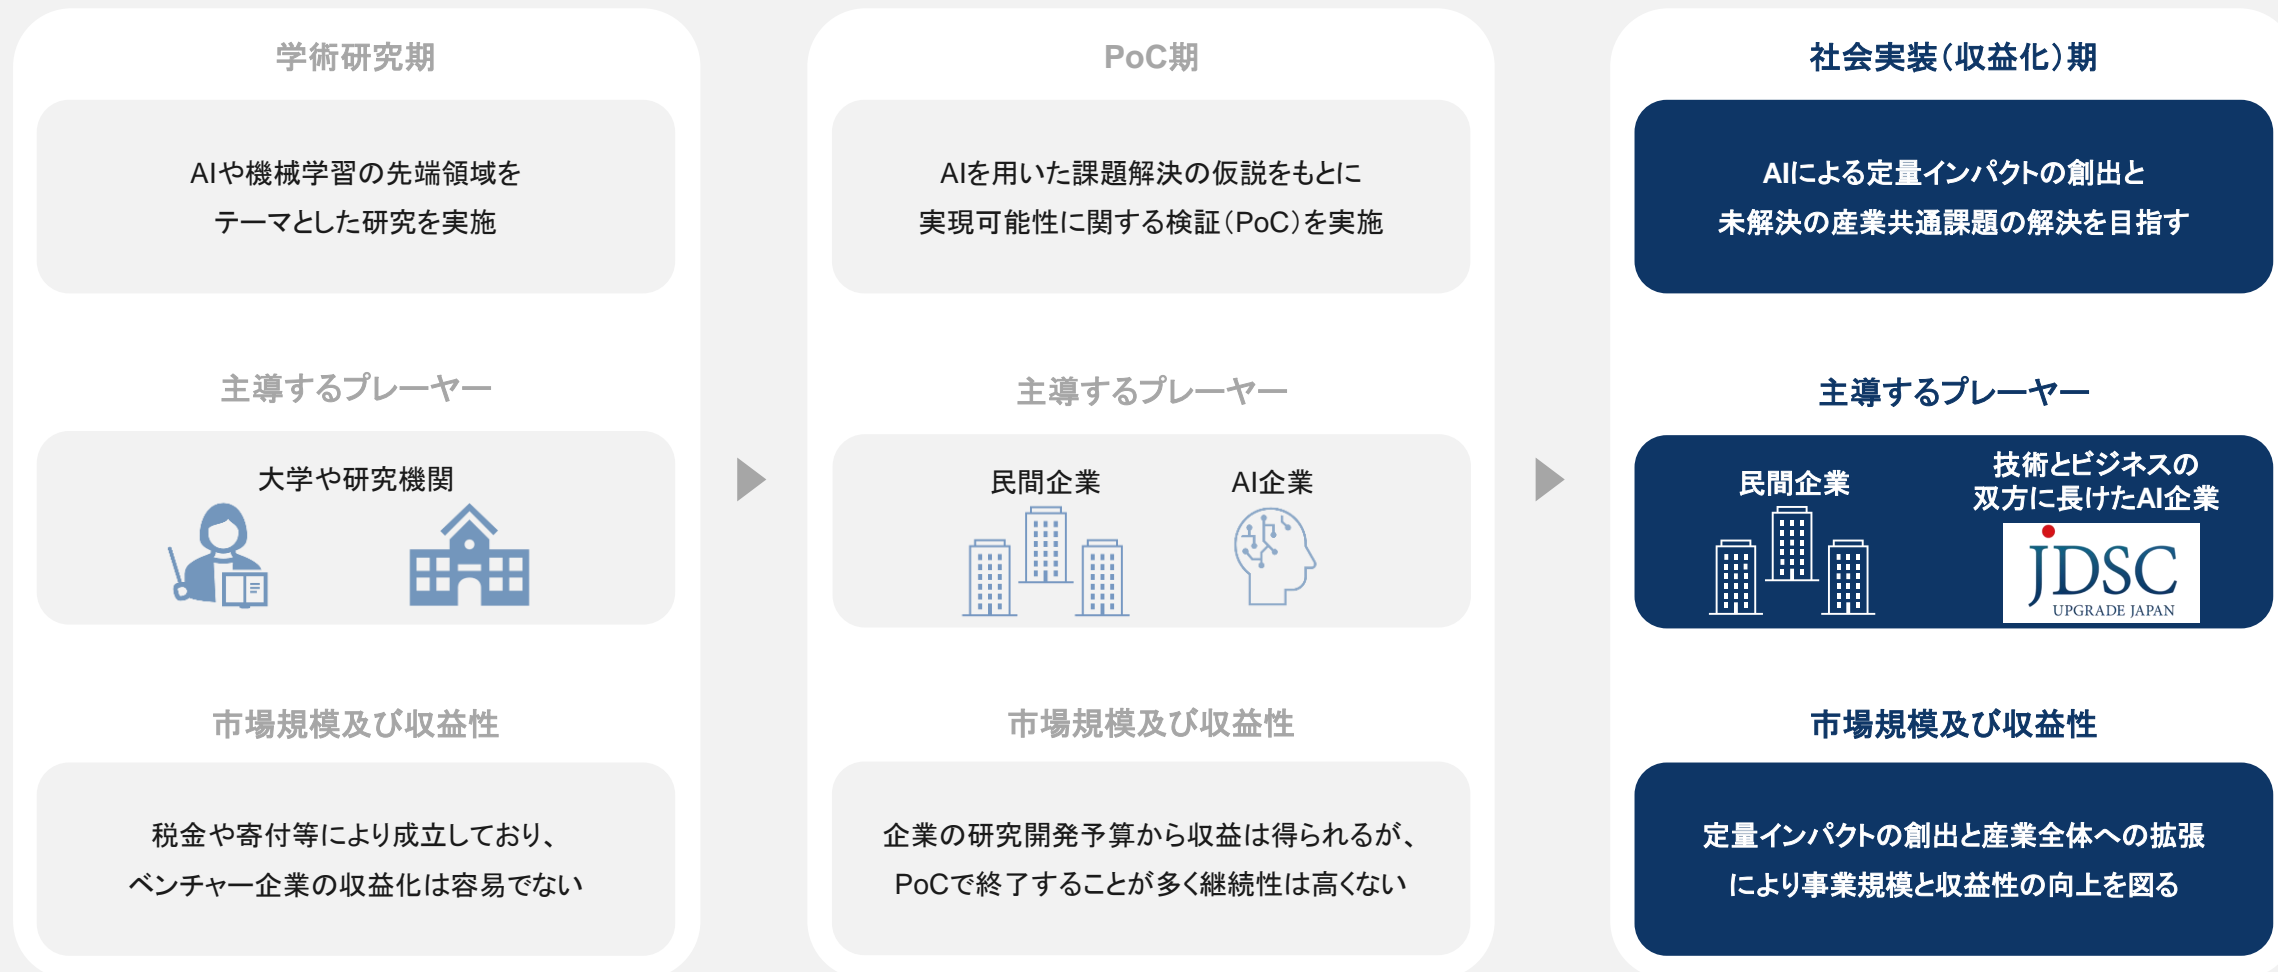 学術研究期
AIや機械学習の先端領域を
テーマとした研究を実施
主導するプレーヤー
大学や研究機関
市場規模及び収益性
税金や寄付等により成立しており、
ベンチャー企業の収益化は容易でない
PoC期
AIを用いた課題解決の仮説をもとに
実現可能性に関する検証(PoC)を実施
主導するプレーヤー
民間企業
AI企業
市場規模及び収益性
企業の研究開発予算から収益は得られるが、
PoCで終了することが多く継続性は高くない
社会実装(収益化)期
AIによる定量インパクトの創出と
未解決の産業共通課題の解決を目指す
主導するプレーヤー
民間企業
技術とビジネスの
双方に長けたAI企業
JDSC
UPGRADE JAPAN
市場規模及び収益性
定量インパクトの創出と産業全体への拡張
により事業規模と収益性の向上を図る